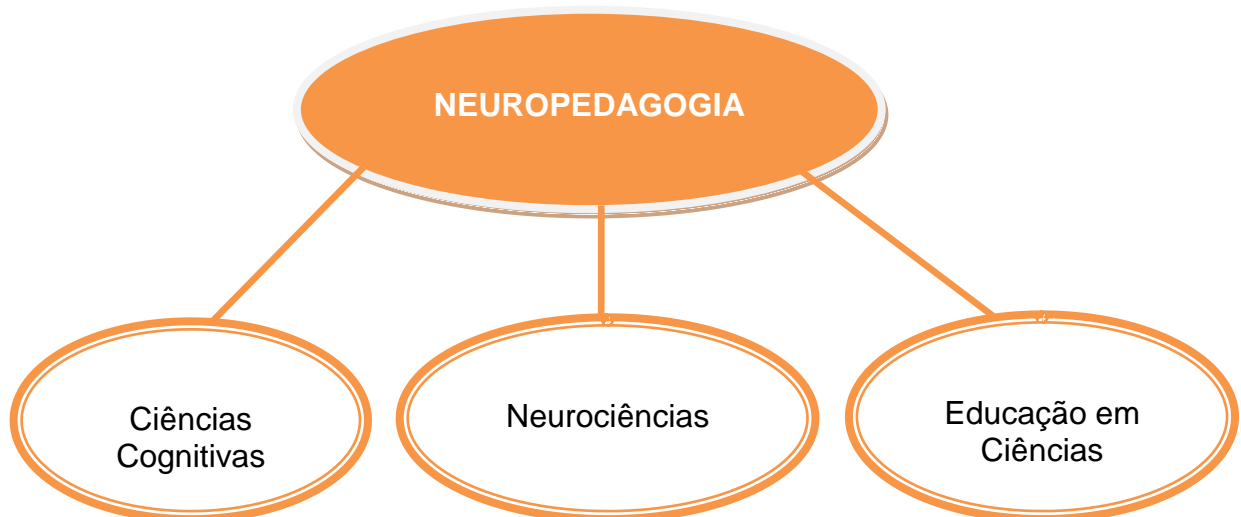 NEUROPEDAGOGIA
Ciências
Cognitivas
Neurociências
Educação em
Ciências